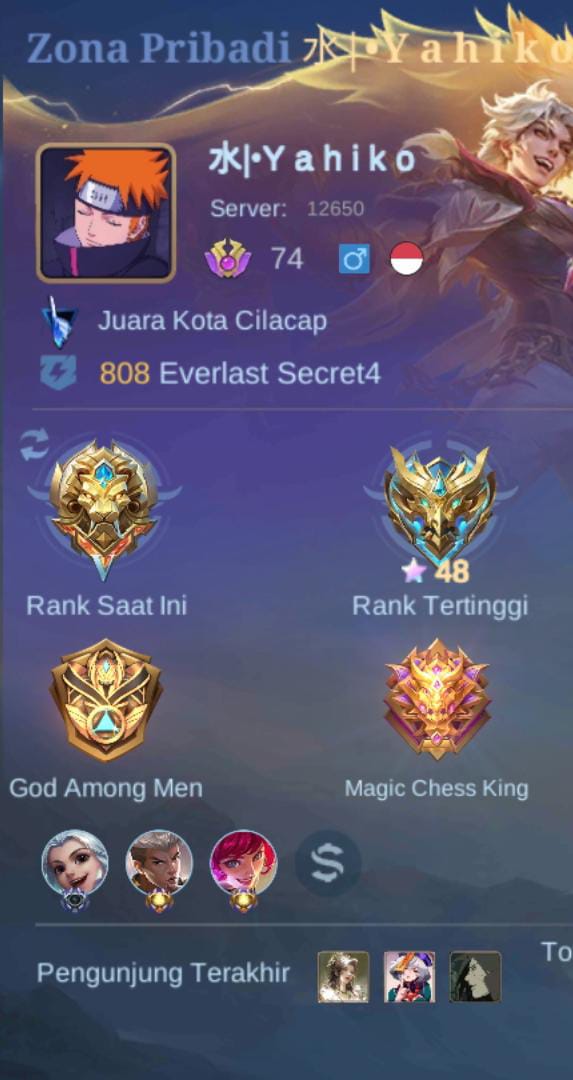 Zona Pribadi 水|•Y a h i k o
水|•Y a h i k o
Server: 12650
74
Juara Kota Cilacap
808 Everlast Secret4
48
Rank Saat Ini
Rank Tertinggi
God Among Men
Magic Chess King
To
Pengunjung Terakhir